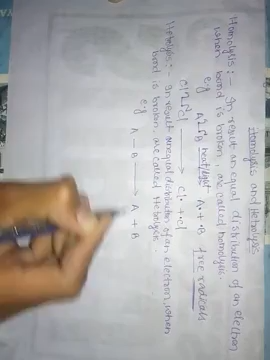 Homolysis and Heterolysis
Homolysis :- In result an equal distribution of an electron
when bond is broken, are called homolysis.
e.g A B heat/light A + B free radicals
Cl Cl → Cl + Cl
Heterolysis :- In result unequal distribution of an electron, when
bond is broken, are called Heterolysis.
e.g
A – B → A + B